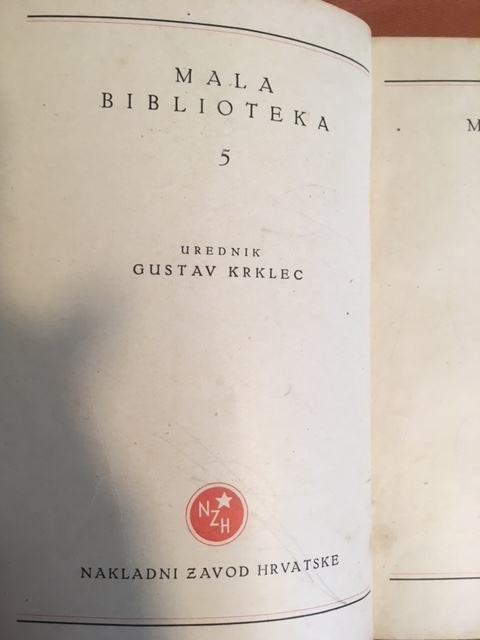 MALA
BIBLIOTEKA
5
UREDNIK
GUSTAV KRKLEC
NZH
NAKLADNI ZAVOD HRVATSKE
M